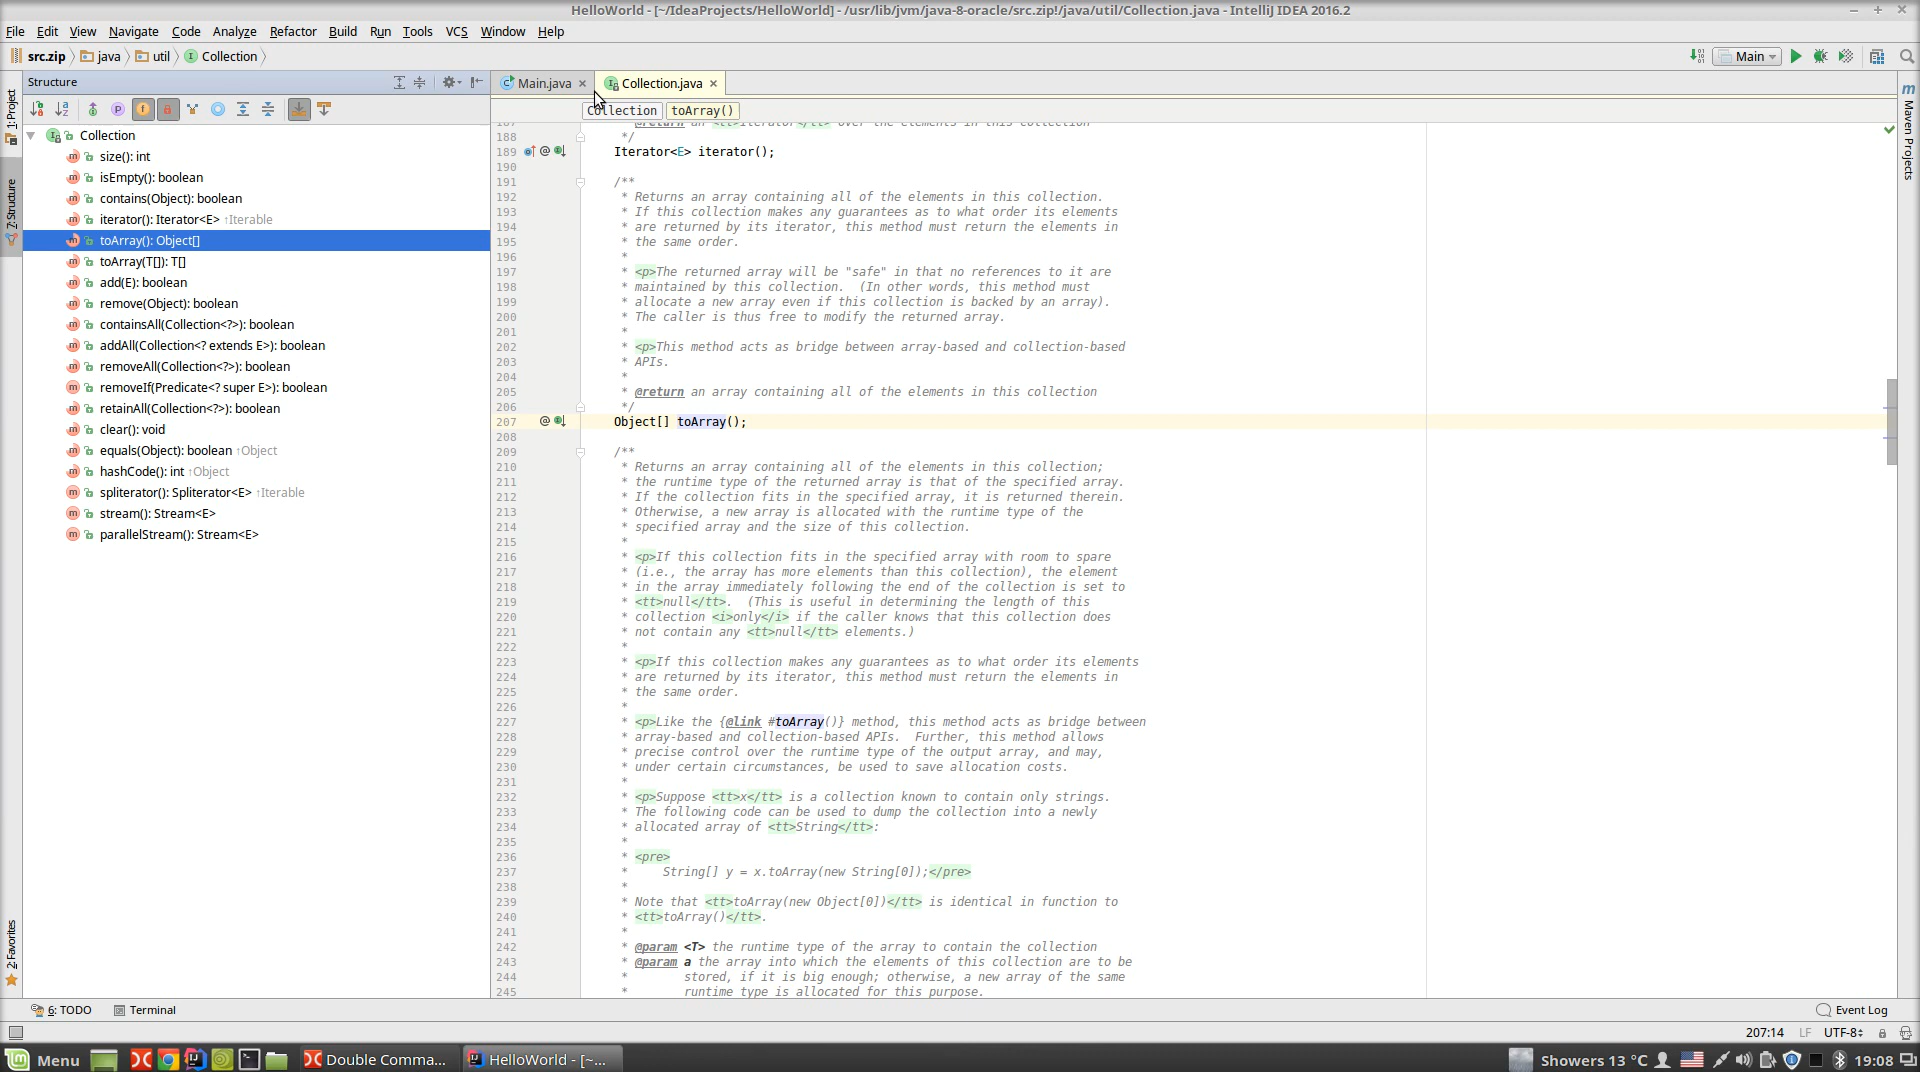 HelloWorld - [~/IdeaProjects/HelloWorld] - /usr/lib/jvm/java-8-oracle/src.zip!/java/util/Collection.java - IntelliJ IDEA 2016.2
File Edit View Navigate Code Analyze Refactor Build Run Tools VCS Window Help
src.zip java util Collection Main
Structure
Main.java Collection.java
Collection toArray()
1: Project
7: Structure
2: Favorites
Maven Projects
Collection
size(): int
isEmpty(): boolean
contains(Object): boolean
iterator(): Iterator<E> ↑Iterable
toArray(): Object[]
toArray(T[]): T[]
add(E): boolean
remove(Object): boolean
containsAll(Collection<?>): boolean
addAll(Collection<? extends E>): boolean
removeAll(Collection<?>): boolean
removeIf(Predicate<? super E>): boolean
retainAll(Collection<?>): boolean
clear(): void
equals(Object): boolean ↑Object
hashCode(): int ↑Object
spliterator(): Spliterator<E> ↑Iterable
stream(): Stream<E>
parallelStream(): Stream<E>
187 * @return an <tt>Iterator</tt> over the elements in this collection
188 */
189 Iterator<E> iterator();
190
191 /**
192 * Returns an array containing all of the elements in this collection.
193 * If this collection makes any guarantees as to what order its elements
194 * are returned by its iterator, this method must return the elements in
195 * the same order.
196 *
197 * <p>The returned array will be "safe" in that no references to it are
198 * maintained by this collection.  (In other words, this method must
199 * allocate a new array even if this collection is backed by an array).
200 * The caller is thus free to modify the returned array.
201 *
202 * <p>This method acts as bridge between array-based and collection-based
203 * APIs.
204 *
205 * @return an array containing all of the elements in this collection
206 */
207 Object[] toArray();
208
209 /**
210 * Returns an array containing all of the elements in this collection;
211 * the runtime type of the returned array is that of the specified array.
212 * If the collection fits in the specified array, it is returned therein.
213 * Otherwise, a new array is allocated with the runtime type of the
214 * specified array and the size of this collection.
215 *
216 * <p>If this collection fits in the specified array with room to spare
217 * (i.e., the array has more elements than this collection), the element
218 * in the array immediately following the end of the collection is set to
219 * <tt>null</tt>.  (This is useful in determining the length of this
220 * collection <i>only</i> if the caller knows that this collection does
221 * not contain any <tt>null</tt> elements.)
222 *
223 * <p>If this collection makes any guarantees as to what order its elements
224 * are returned by its iterator, this method must return the elements in
225 * the same order.
226 *
227 * <p>Like the {@link #toArray()} method, this method acts as bridge between
228 * array-based and collection-based APIs.  Further, this method allows
229 * precise control over the runtime type of the output array, and may,
230 * under certain circumstances, be used to save allocation costs.
231 *
232 * <p>Suppose <tt>x</tt> is a collection known to contain only strings.
233 * The following code can be used to dump the collection into a newly
234 * allocated array of <tt>String</tt>:
235 *
236 * <pre>
237 *     String[] y = x.toArray(new String[0]);</pre>
238 *
239 * Note that <tt>toArray(new Object[0])</tt> is identical in function to
240 * <tt>toArray()</tt>.
241 *
242 * @param <T> the runtime type of the array to contain the collection
243 * @param a the array into which the elements of this collection are to be
244 *        stored, if it is big enough; otherwise, a new array of the same
245 *        runtime type is allocated for this purpose.
6: TODO Terminal Event Log
207:14 LF UTF-8
Menu Double Comma... HelloWorld - [~... Showers 13 °C 19:08